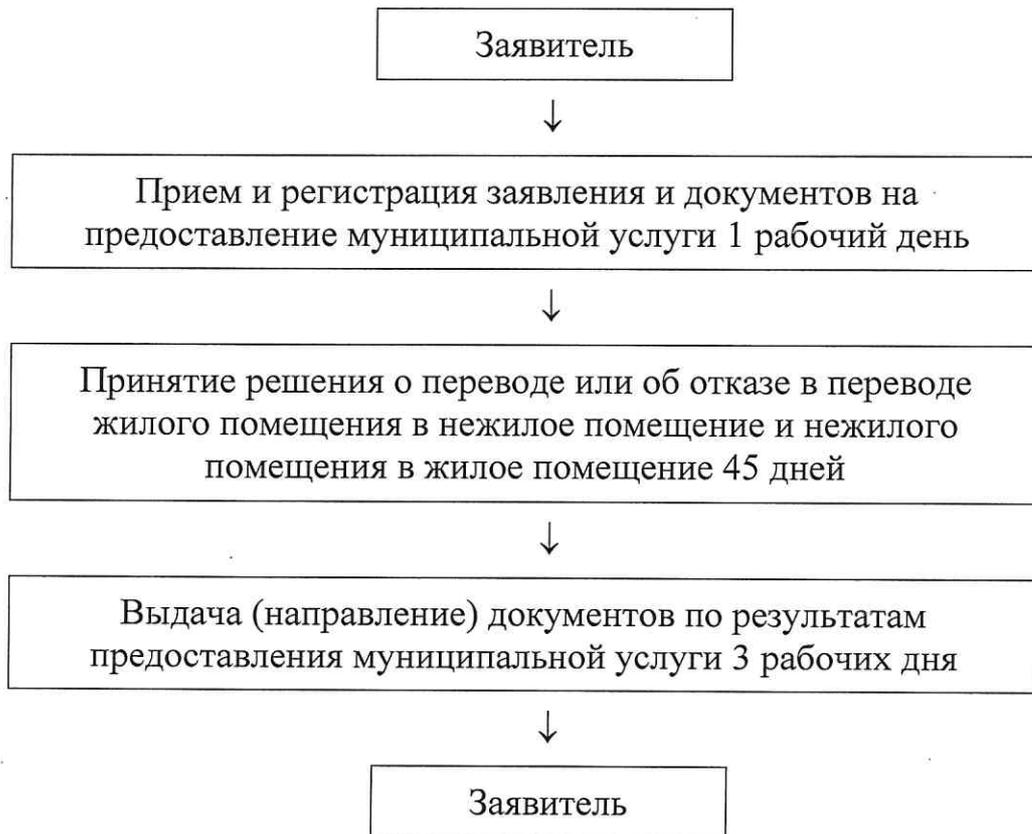 Заявитель
↓
Прием и регистрация заявления и документов на
предоставление муниципальной услуги 1 рабочий день
↓
Принятие решения о переводе или об отказе в переводе
жилого помещения в нежилое помещение и нежилого
помещения в жилое помещение 45 дней
↓
Выдача (направление) документов по результатам
предоставления муниципальной услуги 3 рабочих дня
↓
Заявитель